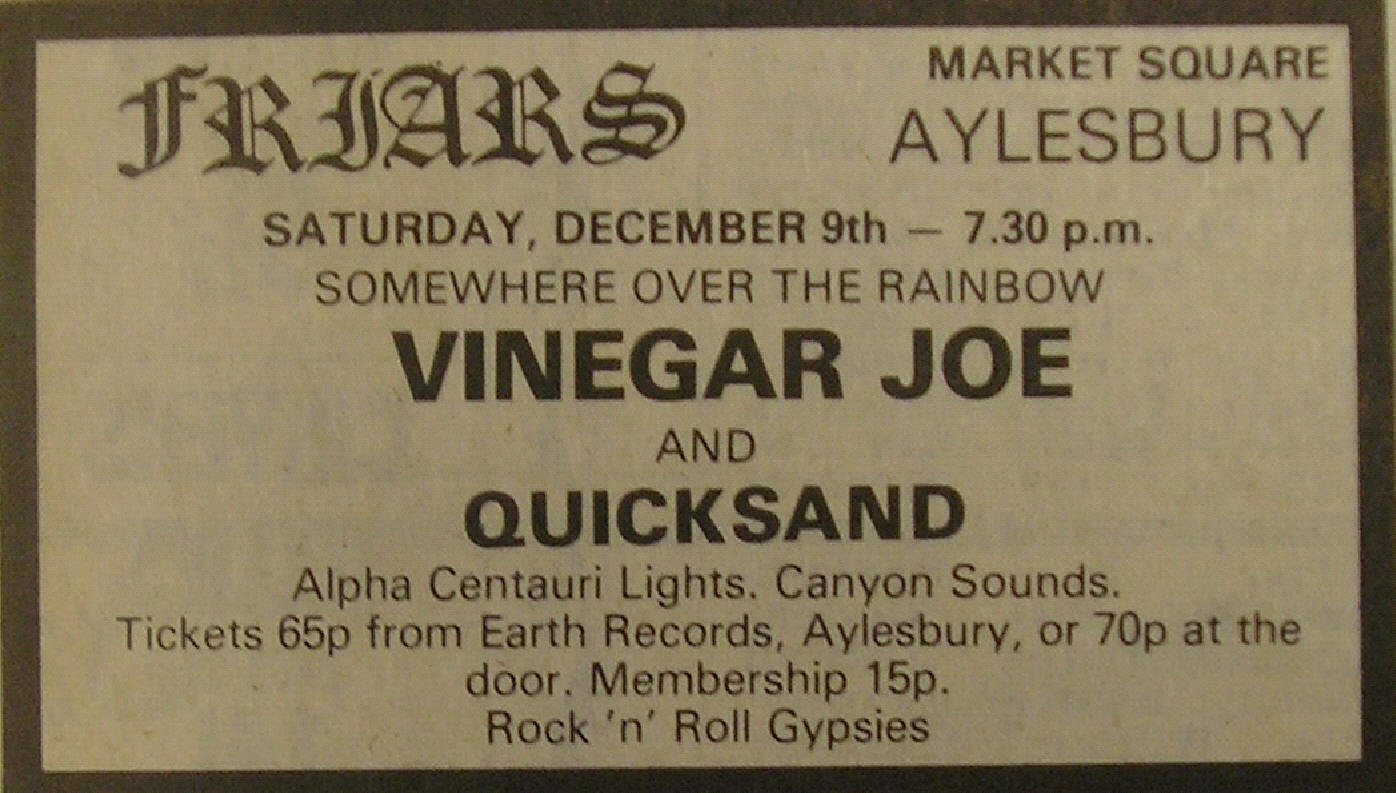 FRIARS
MARKET SQUARE
AYLESBURY
SATURDAY, DECEMBER 9th — 7.30 p.m.
SOMEWHERE OVER THE RAINBOW
VINEGAR JOE
AND
QUICKSAND
Alpha Centauri Lights. Canyon Sounds.
Tickets 65p from Earth Records, Aylesbury, or 70p at the
door. Membership 15p.
Rock 'n' Roll Gypsies